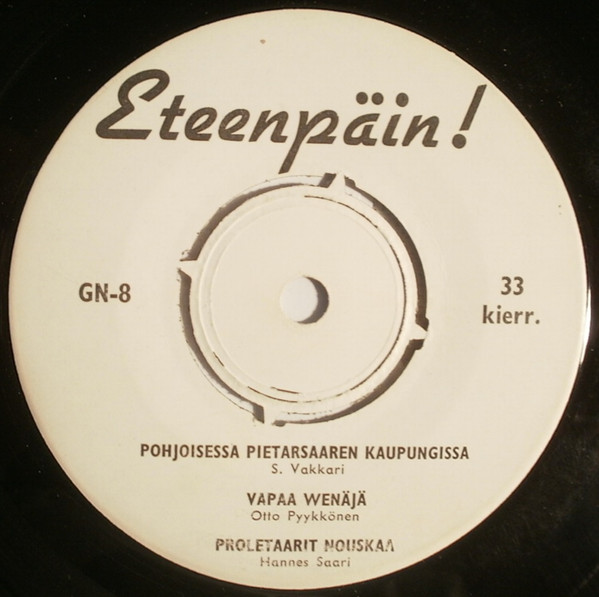 Eteenpäin!
GN-8
33
kierr.
POHJOISESSA PIETARSAAREN KAUPUNGISSA
S. Vakkari
VAPAA WENÄJÄ
Otto Pyykkönen
PROLETAARIT NOUSKAA
Hannes Saari